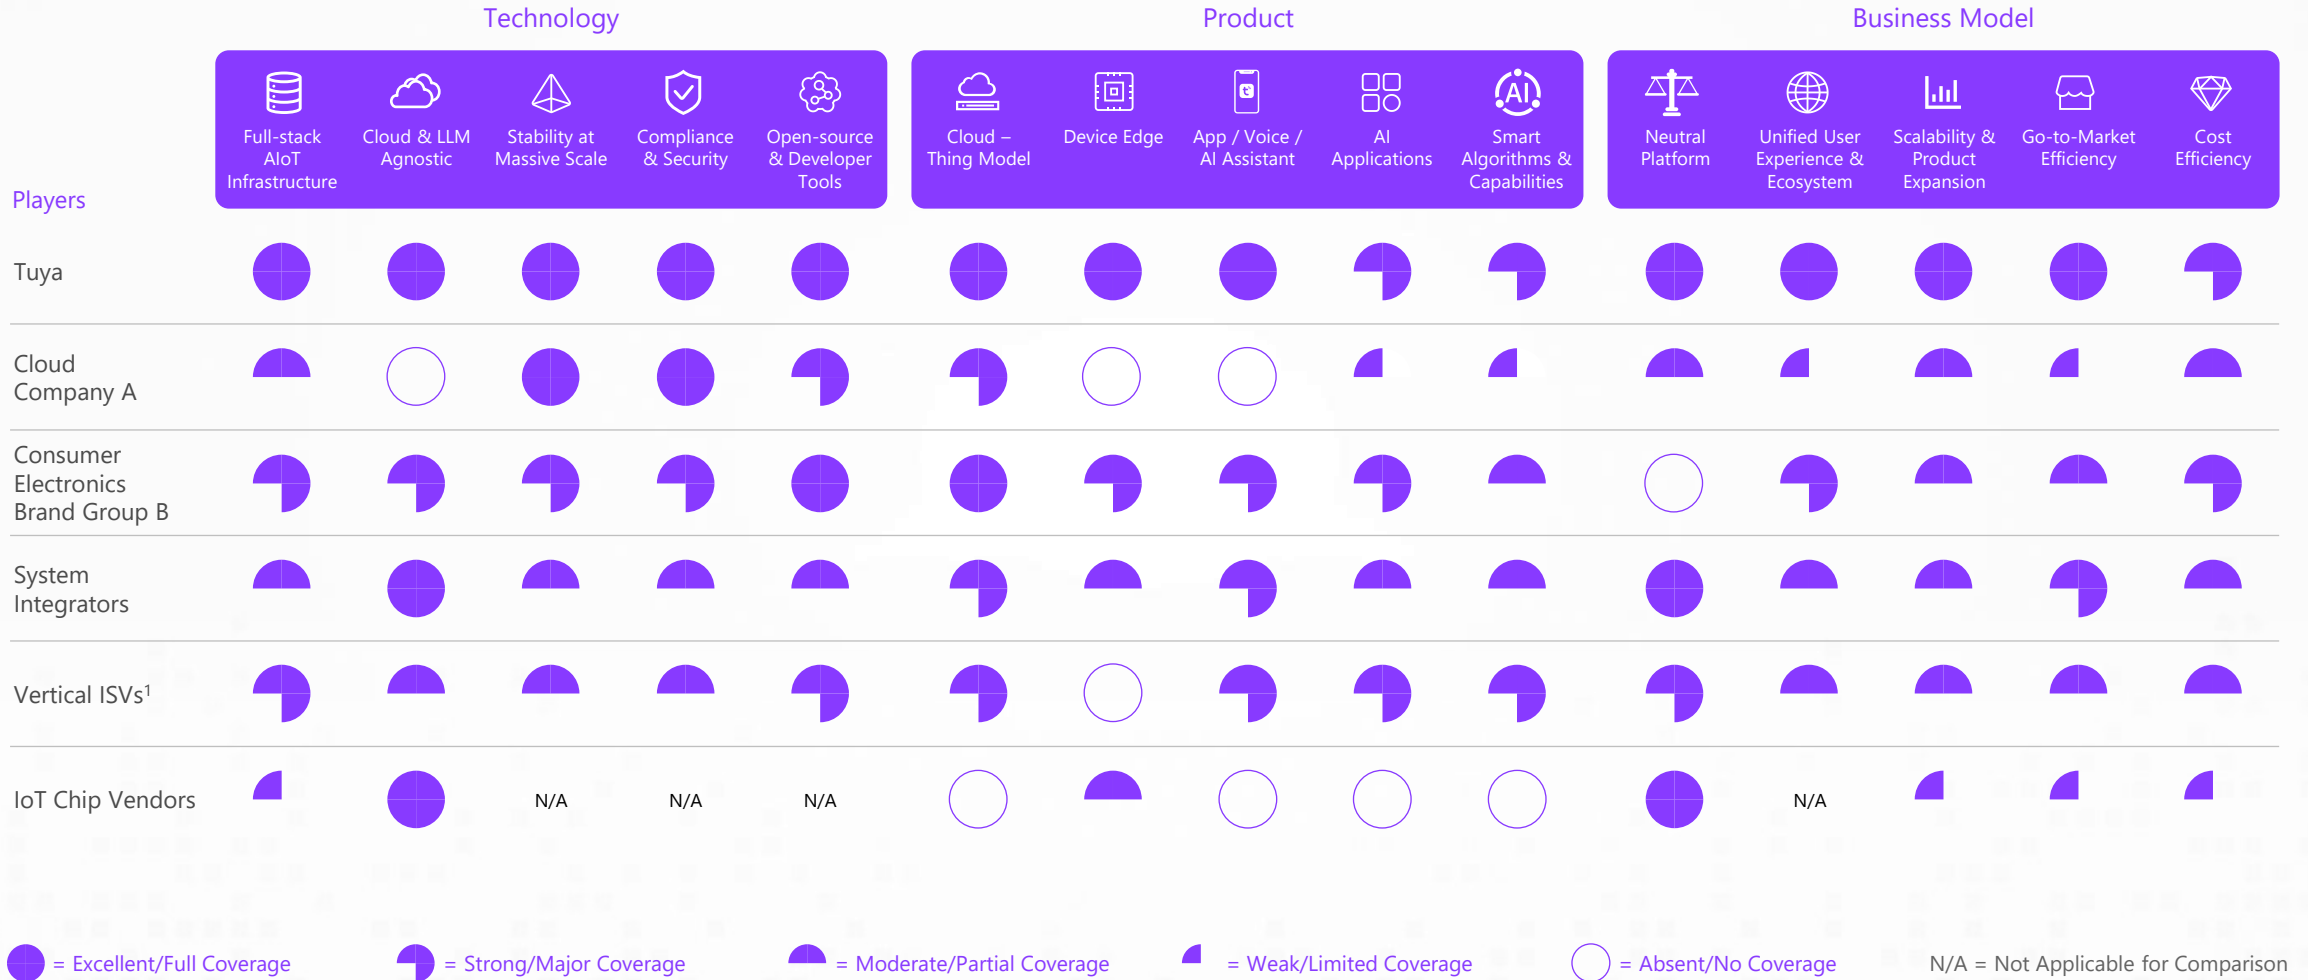 Technology
Product
Business Model
Full-stack
AIoT
Infrastructure
Cloud & LLM
Agnostic
Stability at
Massive Scale
Compliance
& Security
Open-source
& Developer
Tools
Cloud –
Thing Model
Device Edge
App / Voice /
AI Assistant
AI
Applications
AI
Smart
Algorithms &
Capabilities
Neutral
Platform
Unified User
Experience &
Ecosystem
Scalability &
Product
Expansion
Go-to-Market
Efficiency
Cost
Efficiency
Players
Tuya
Cloud
Company A
Consumer
Electronics
Brand Group B
System
Integrators
Vertical ISVs¹
IoT Chip Vendors
N/A
N/A
N/A
N/A
= Excellent/Full Coverage
= Strong/Major Coverage
= Moderate/Partial Coverage
= Weak/Limited Coverage
= Absent/No Coverage
N/A = Not Applicable for Comparison